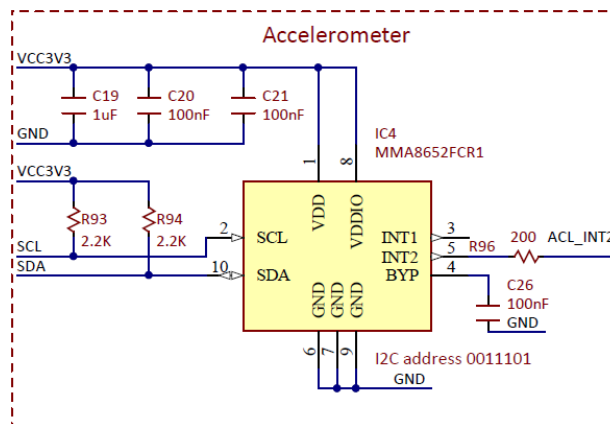 Accelerometer
VCC3V3
C19
1uF
C20
100nF
C21
100nF
GND
IC4
MMA8652FCR1
VCC3V3
1
8
VDD
VDDIO
R93
2.2K
R94
2.2K
SCL
2
SCL
INT1
3
INT2
5
R96
200
ACL_INT2
SDA
10
SDA
BYP
4
C26
100nF
GND
GND
GND
GND
6
7
9
I2C address 0011101
GND